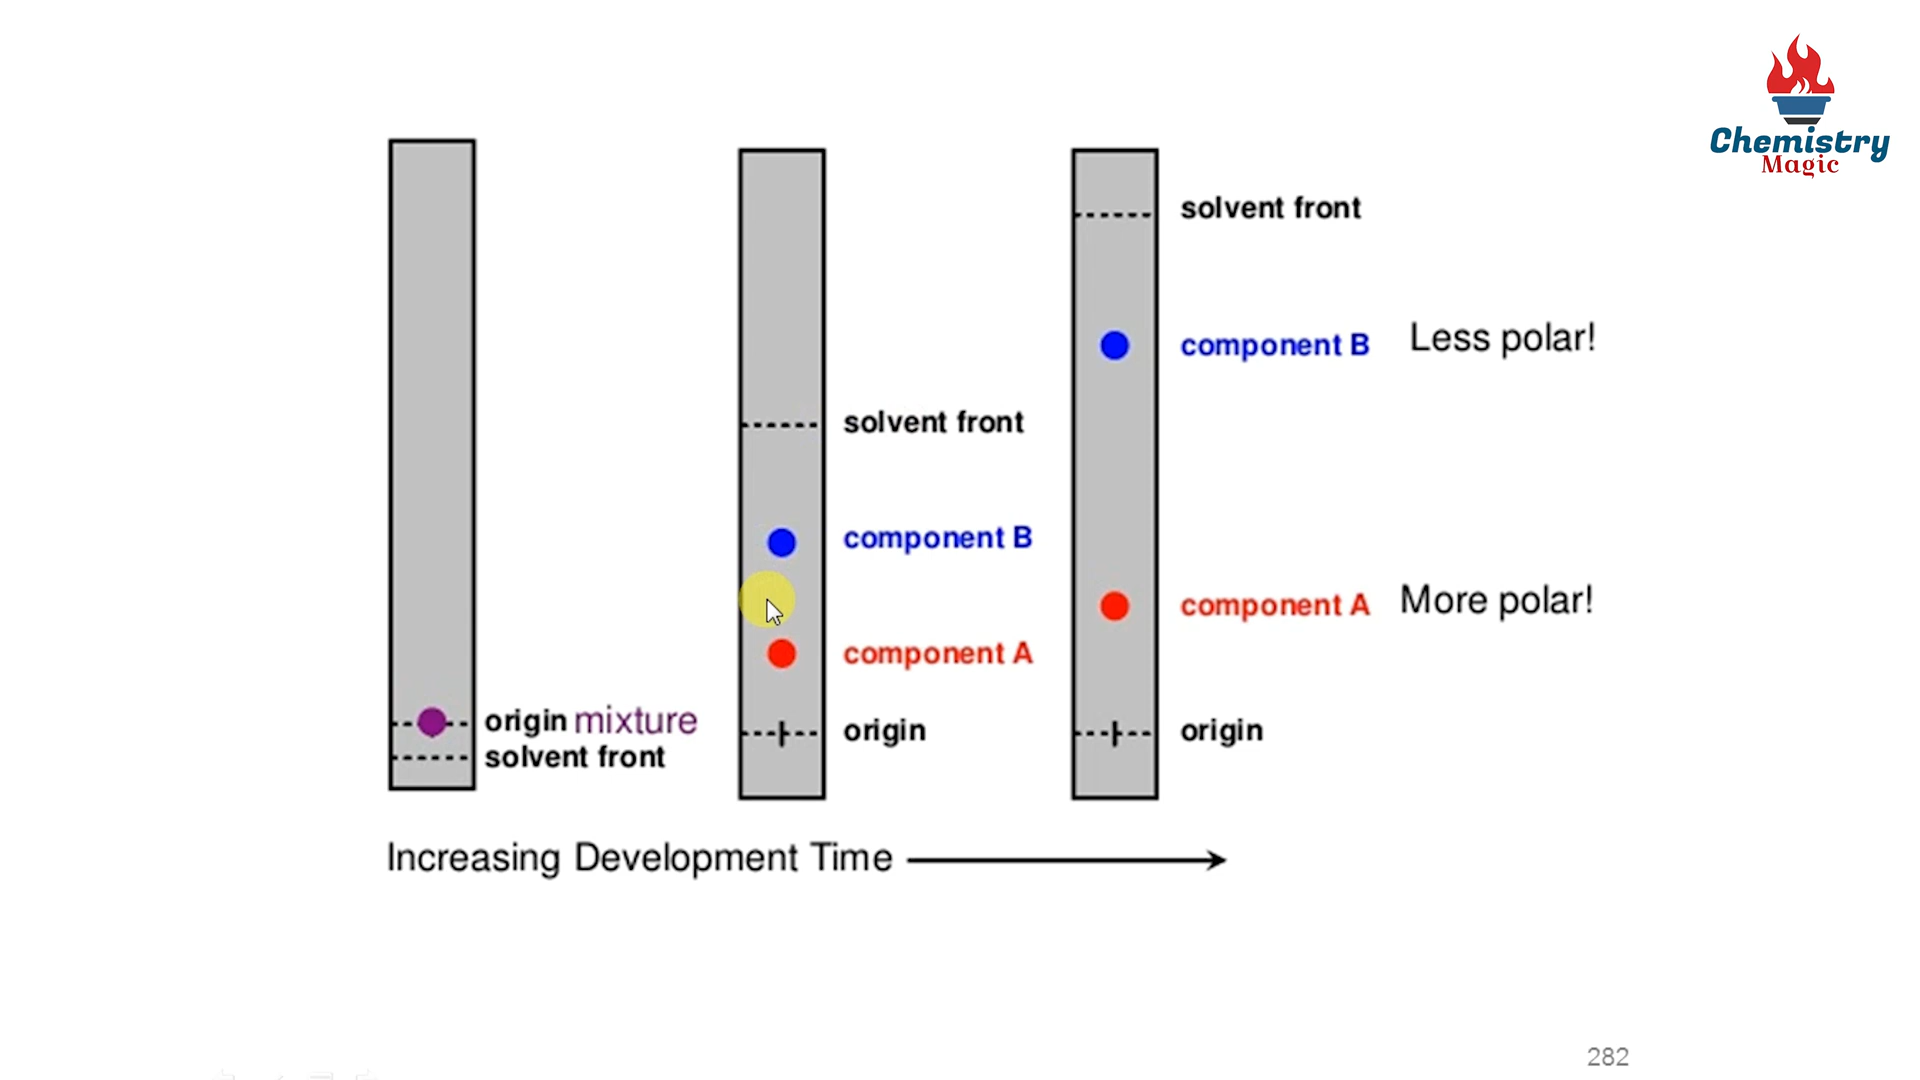 Chemistry
Magic
solvent front
component B Less polar!
solvent front
component B
component A More polar!
component A
origin mixture
solvent front
origin
origin
Increasing Development Time
282